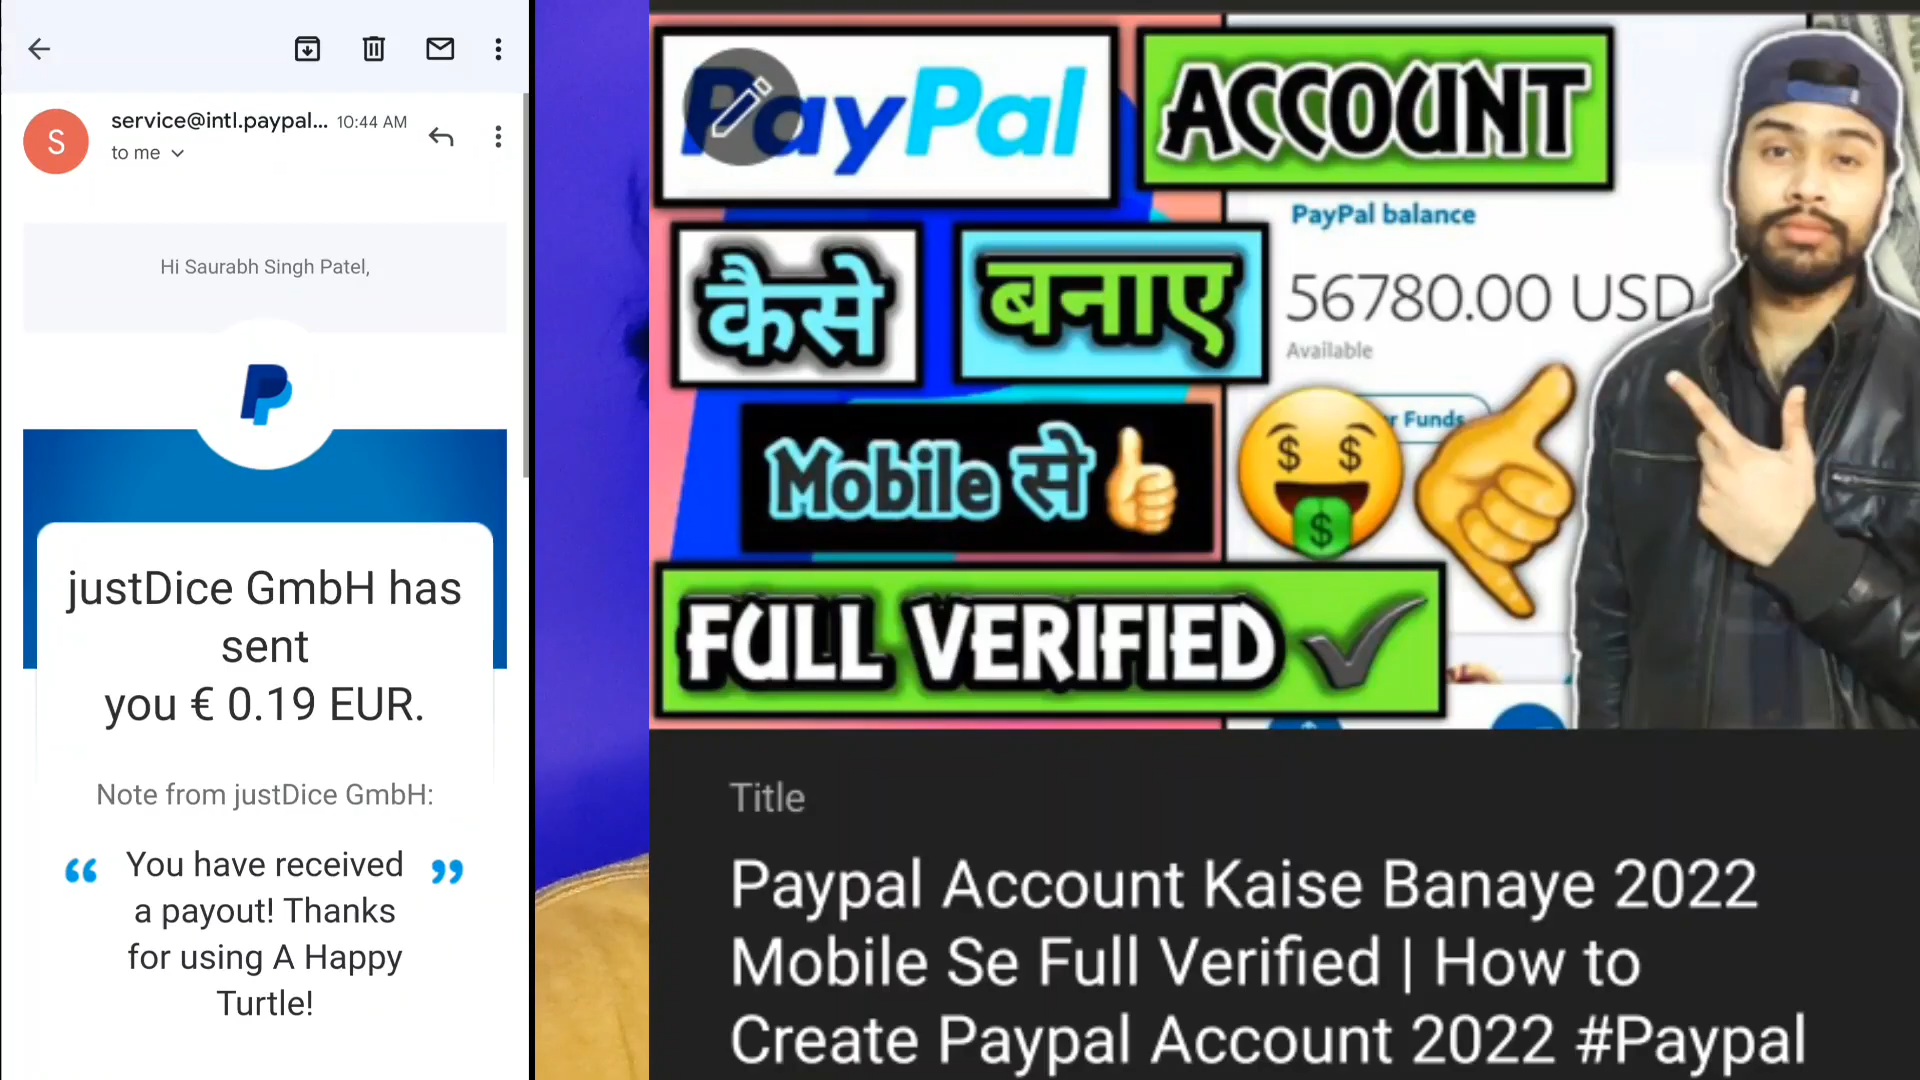 S
service@intl.paypal... 10:44 AM
to me
Hi Saurabh Singh Patel,
justDice GmbH has
sent
you € 0.19 EUR.
Note from justDice GmbH:
“ You have received ”
a payout! Thanks
for using A Happy
Turtle!
PayPal ACCOUNT
PayPal balance
कैसे बनाए
56780.00 USD
Available
r Funds
Mobile से
FULL VERIFIED
Title
Paypal Account Kaise Banaye 2022
Mobile Se Full Verified | How to
Create Paypal Account 2022 #Paypal